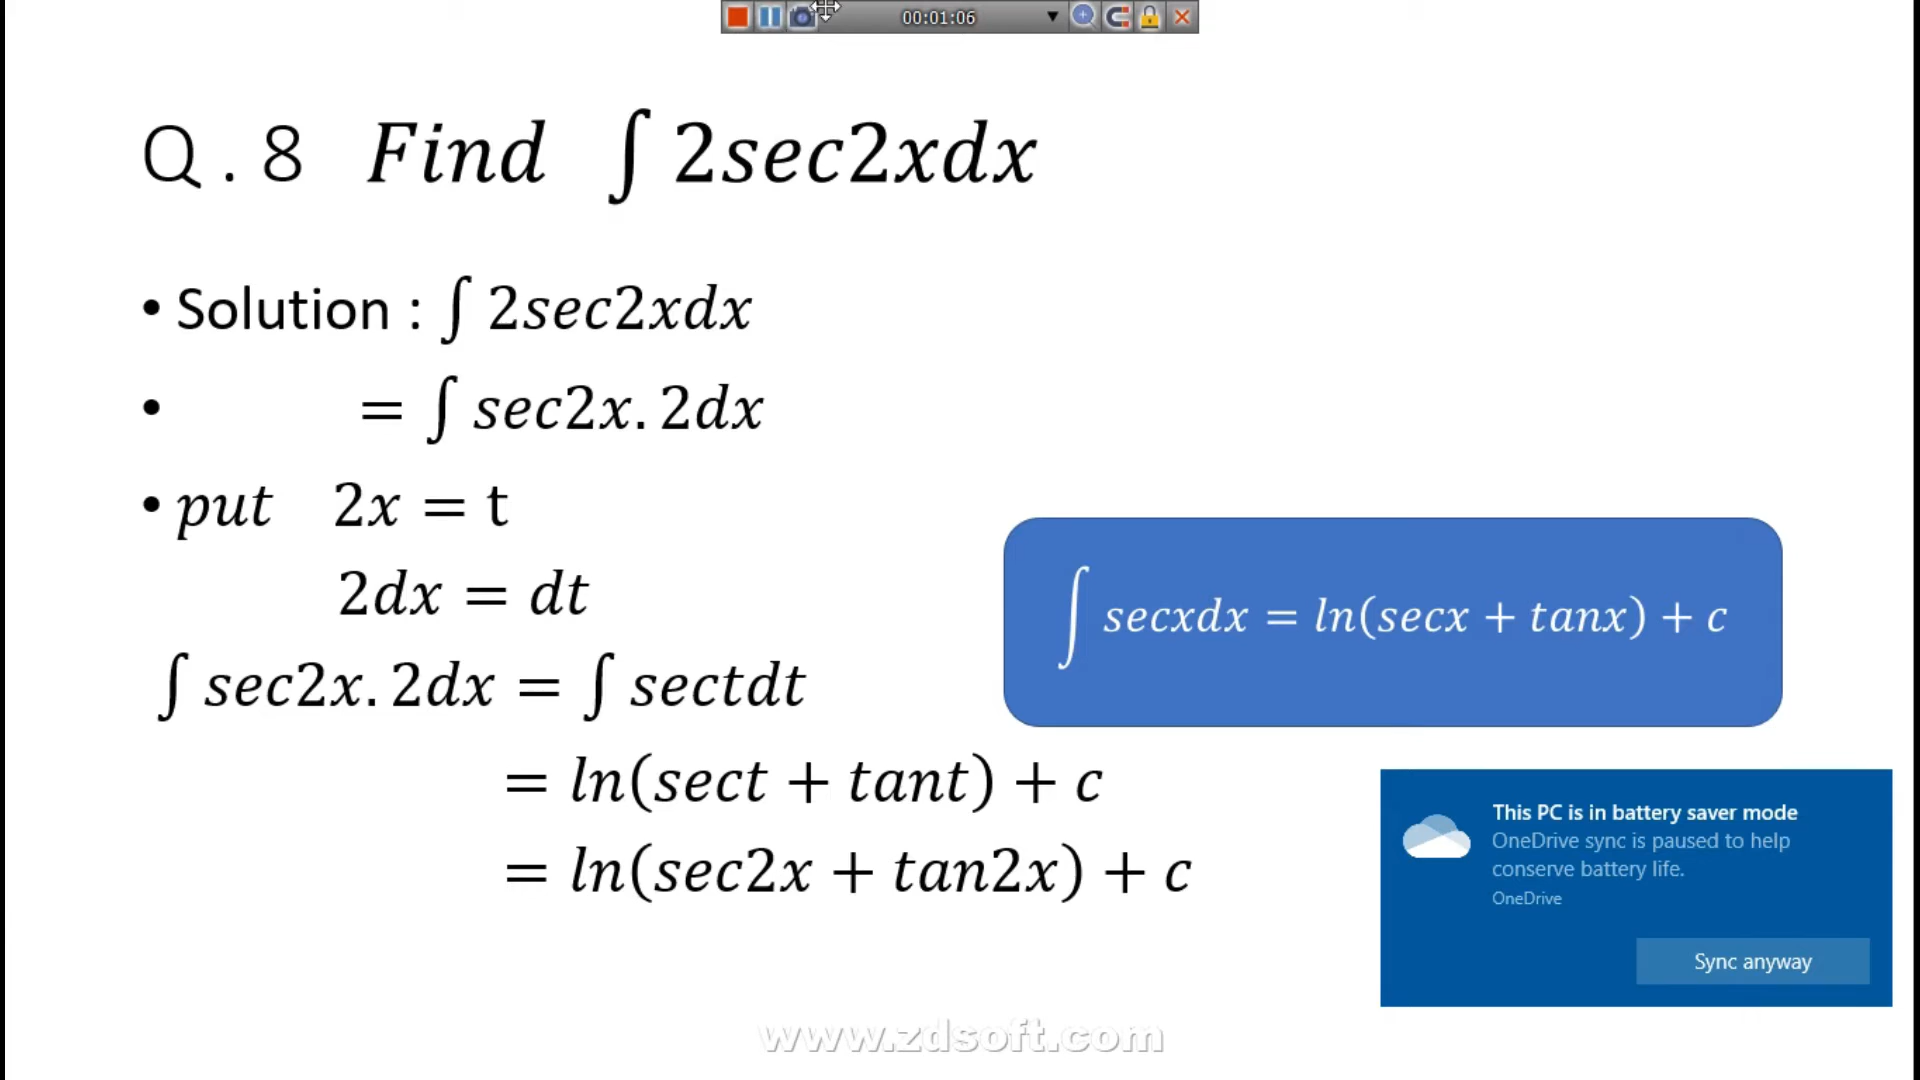 00:01:06
Q . 8 Find ∫ 2sec2xdx
• Solution : ∫ 2sec2xdx
• = ∫ sec2x. 2dx
• put 2x = t
2dx = dt
∫ secxdx = ln(secx + tanx) + c
∫ sec2x. 2dx = ∫ sectdt
= ln(sect + tant) + c
= ln(sec2x + tan2x) + c
This PC is in battery saver mode
OneDrive sync is paused to help
conserve battery life.
OneDrive
Sync anyway
www.zdsoft.com